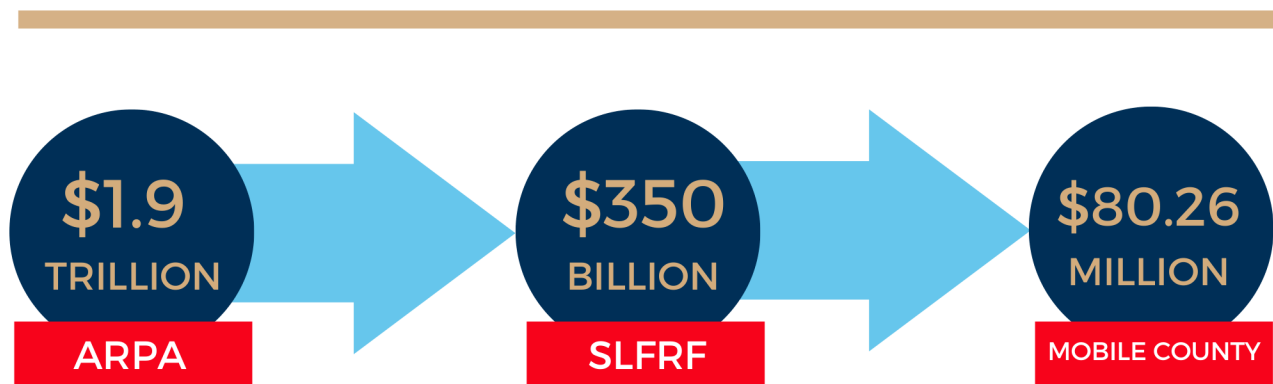 $1.9
TRILLION
ARPA
$350
BILLION
SLFRF
$80.26
MILLION
MOBILE COUNTY